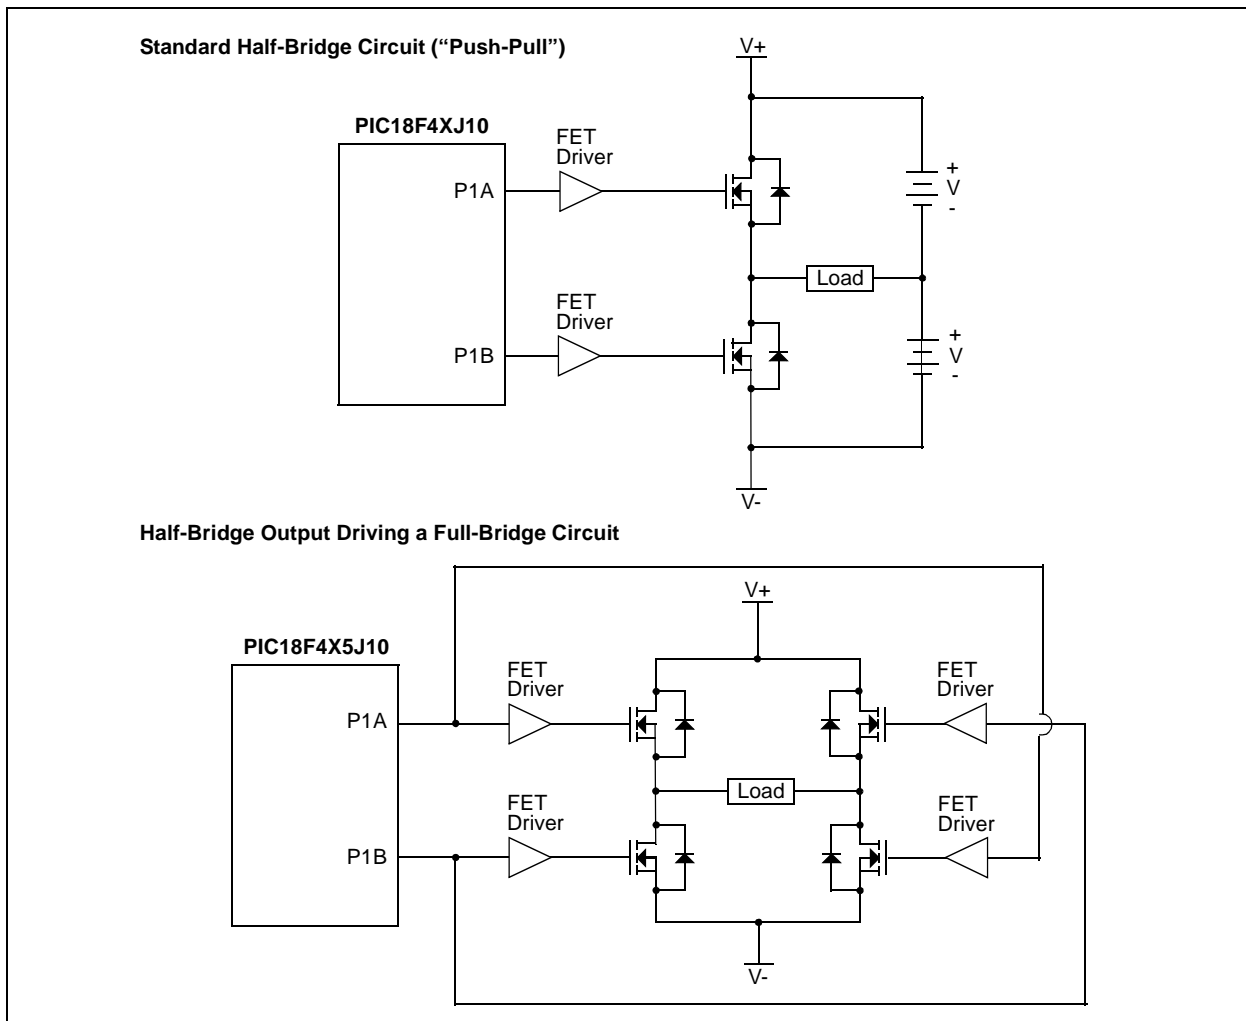 Standard Half-Bridge Circuit (“Push-Pull”)
V+
PIC18F4XJ10
FET
Driver
P1A
+
V
-
Load
FET
Driver
P1B
+
V
-
V-
Half-Bridge Output Driving a Full-Bridge Circuit
V+
PIC18F4X5J10
FET
Driver
FET
Driver
P1A
Load
FET
Driver
FET
Driver
P1B
V-